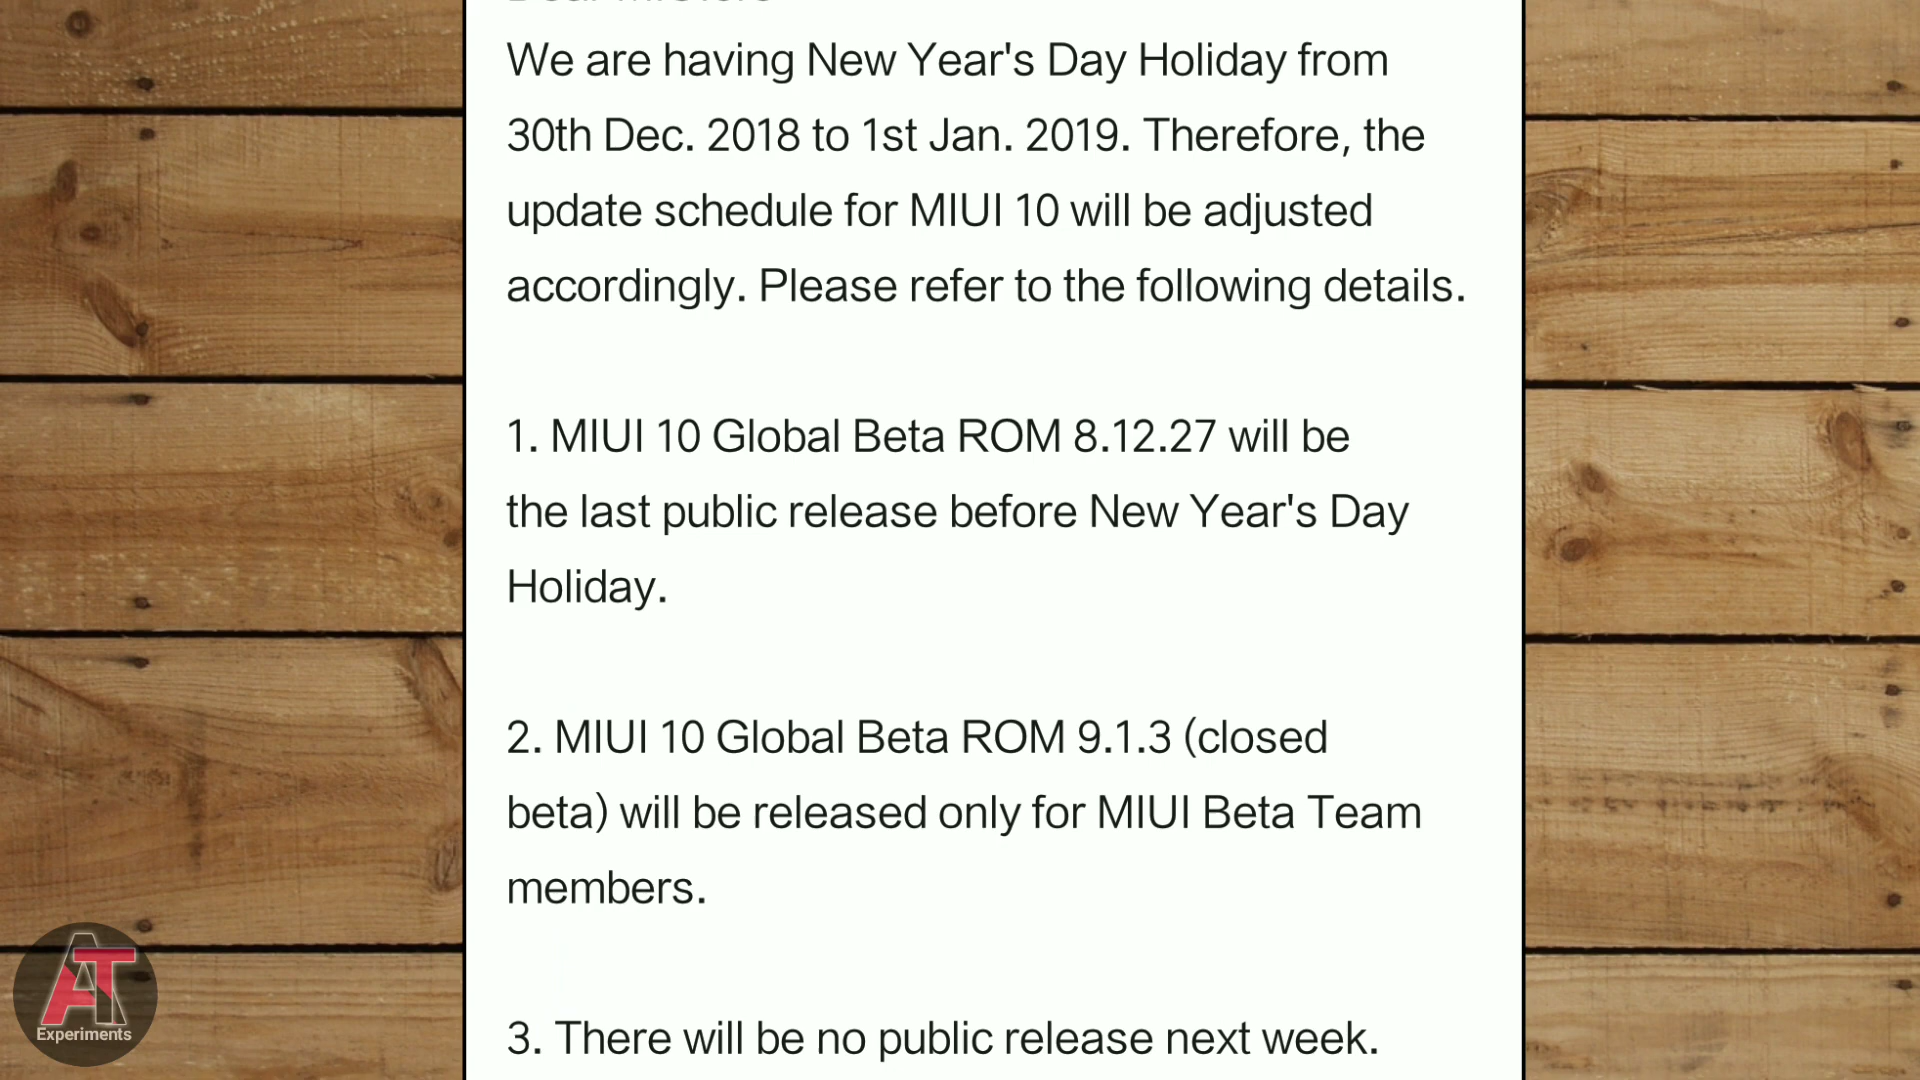 We are having New Year's Day Holiday from
30th Dec. 2018 to 1st Jan. 2019. Therefore, the
update schedule for MIUI 10 will be adjusted
accordingly. Please refer to the following details.
1. MIUI 10 Global Beta ROM 8.12.27 will be
the last public release before New Year's Day
Holiday.
2. MIUI 10 Global Beta ROM 9.1.3 (closed
beta) will be released only for MIUI Beta Team
members.
3. There will be no public release next week.
AT
Experiments